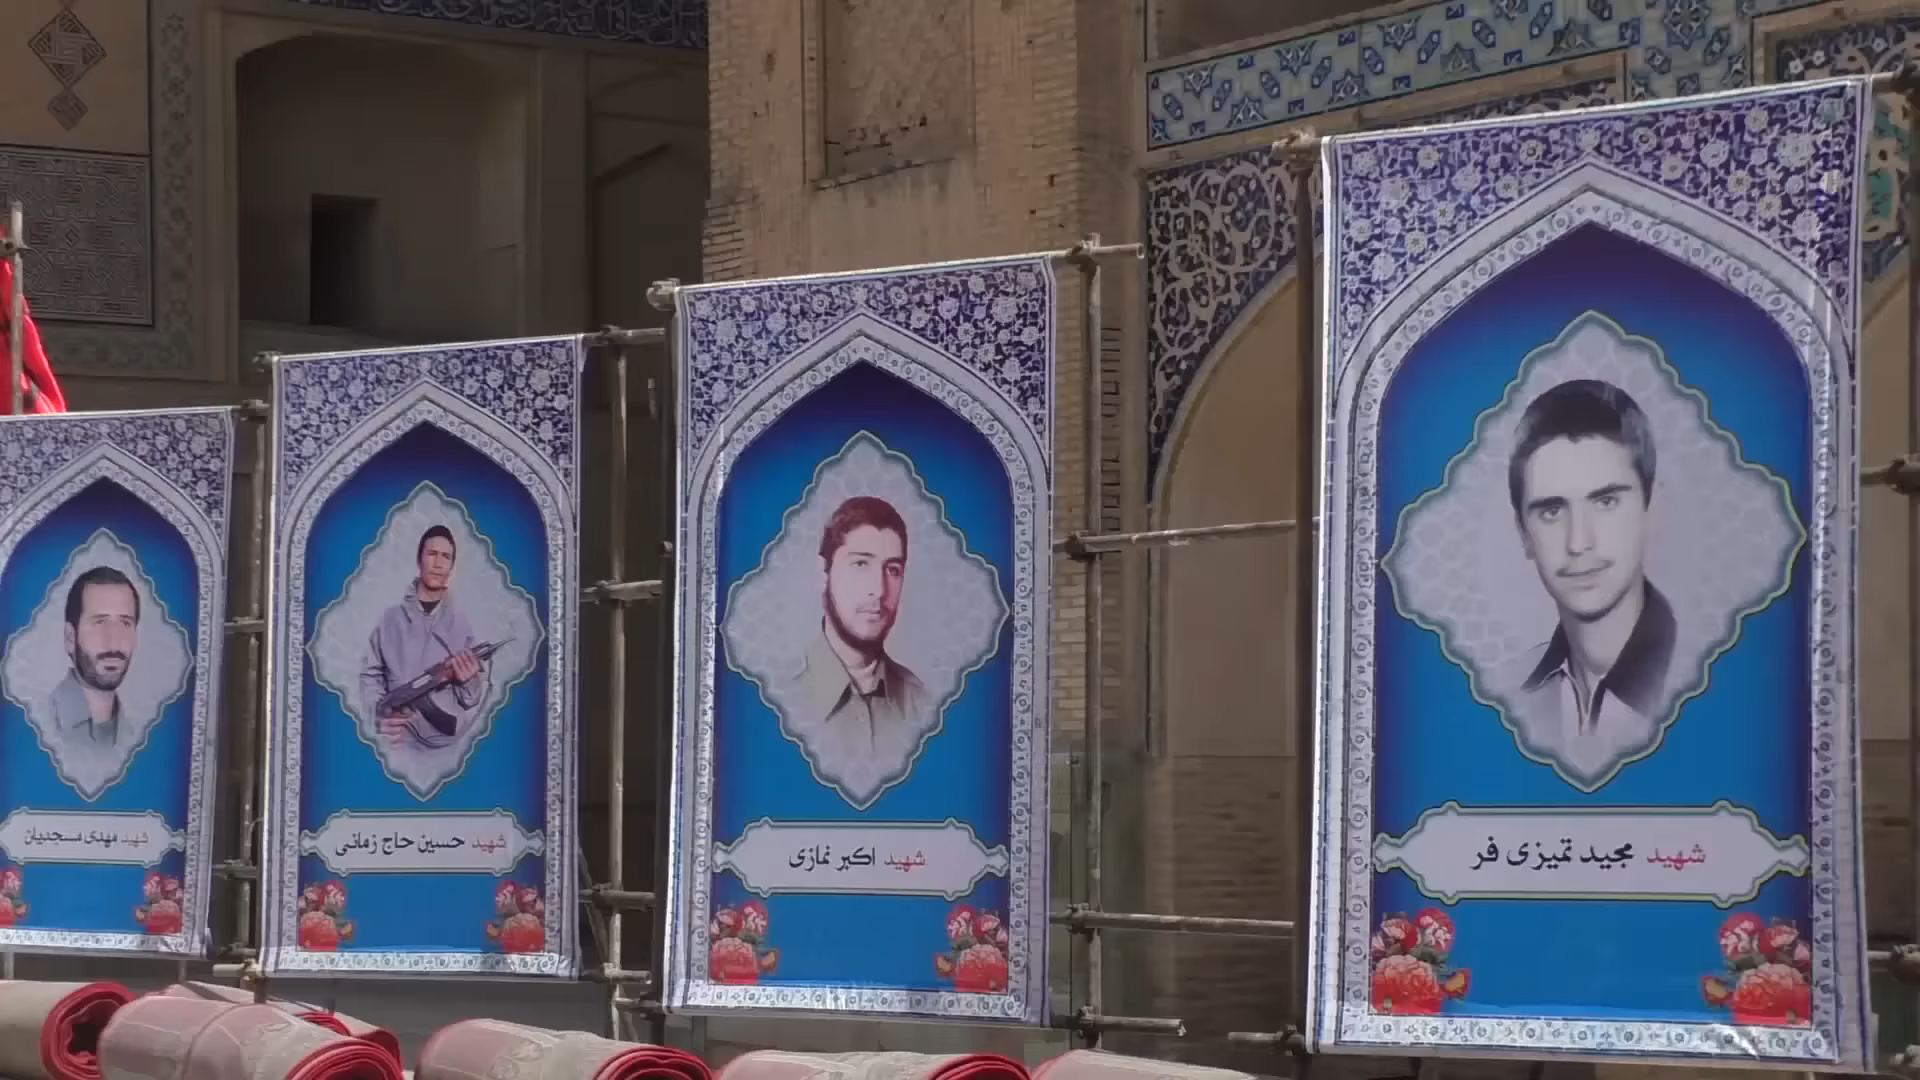 شهید مجید تمیزی فر
شهید اکبر نمازی
شهید حسین حاج زمانی
شهید مهدی مسجدیان